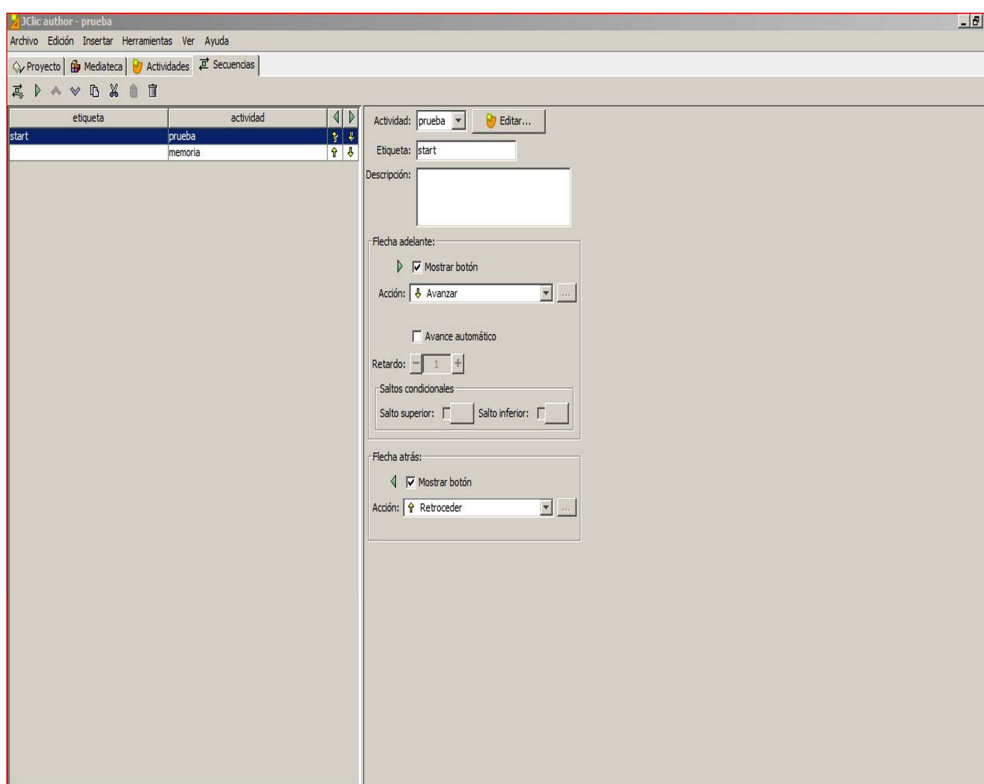 JClic author - prueba
Archivo Edición Insertar Herramientas Ver Ayuda
Proyecto Mediateca Actividades Secuencias
etiqueta actividad
start prueba
memoria
Actividad: prueba Editar...
Etiqueta: start
Descripción:
Flecha adelante:
Mostrar botón
Acción: Avanzar ...
Avance automático
Retardo: - 1 +
Saltos condicionales
Salto superior: Salto inferior:
Flecha atrás:
Mostrar botón
Acción: Retroceder ...